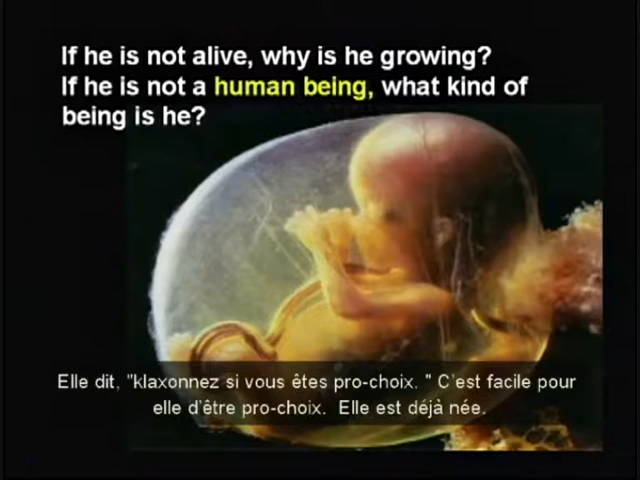 If he is not alive, why is he growing?
If he is not a human being, what kind of
being is he?
Elle dit, "klaxonnez si vous êtes pro-choix. " C'est facile pour
elle d'être pro-choix.  Elle est déjà née.